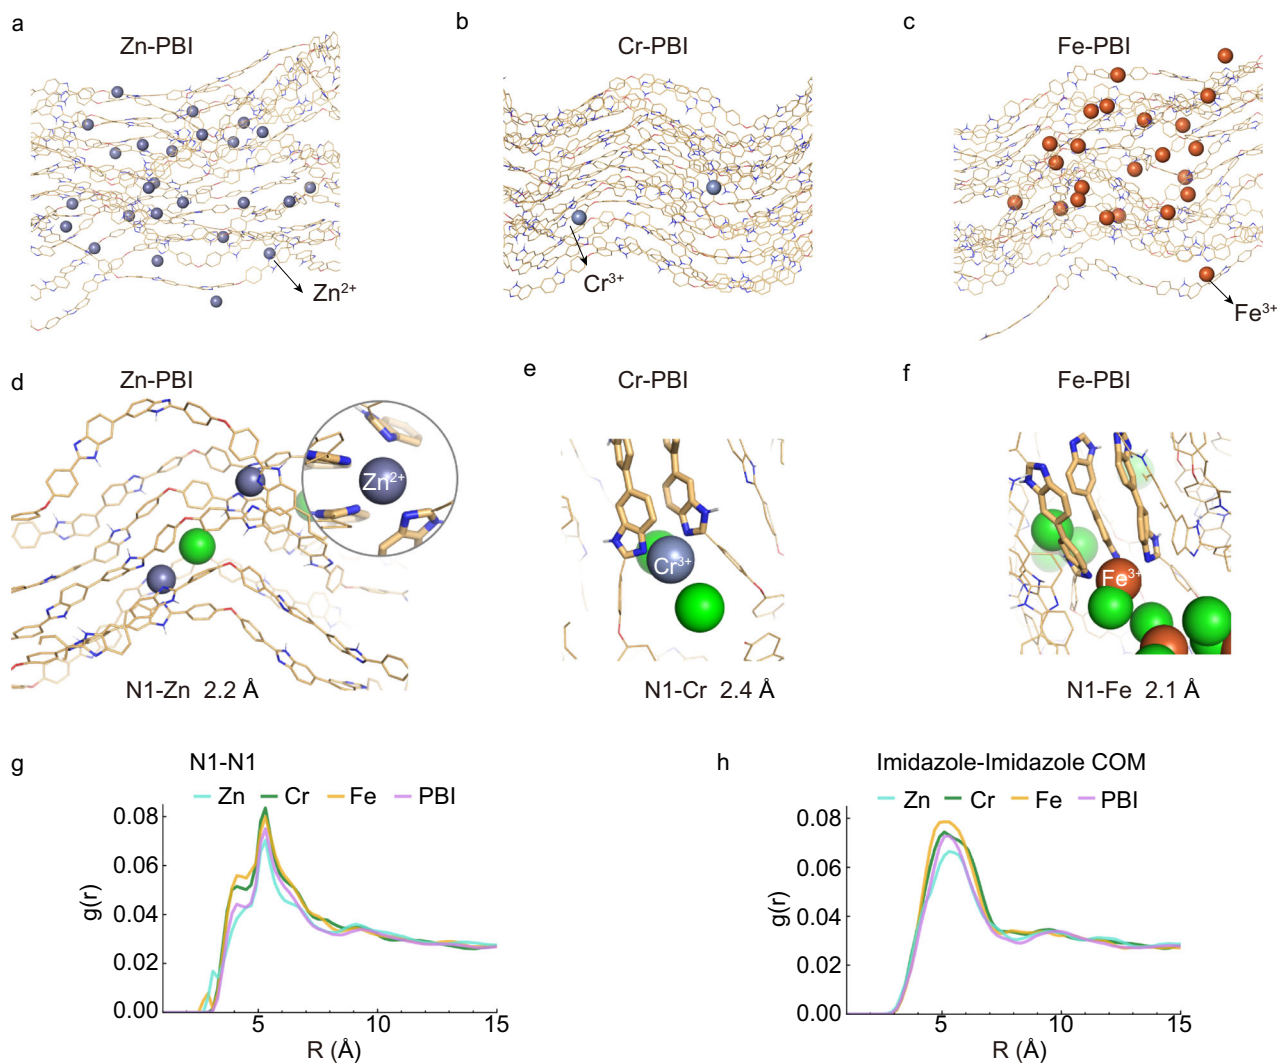 a
b
c
Zn-PBI
Cr-PBI
Fe-PBI
Zn²⁺
Cr³⁺
Fe³⁺
d
e
f
Zn-PBI
Cr-PBI
Fe-PBI
Zn²⁺
Cr³⁺
Fe³⁺
N1-Zn 2.2 Å
N1-Cr 2.4 Å
N1-Fe 2.1 Å
g
N1-N1
Zn Cr Fe PBI
0.08
0.06
0.04
0.02
0.00
g(r)
5 10 15
R (Å)
h
Imidazole-Imidazole COM
Zn Cr Fe PBI
0.08
0.06
0.04
0.02
0.00
g(r)
5 10 15
R (Å)